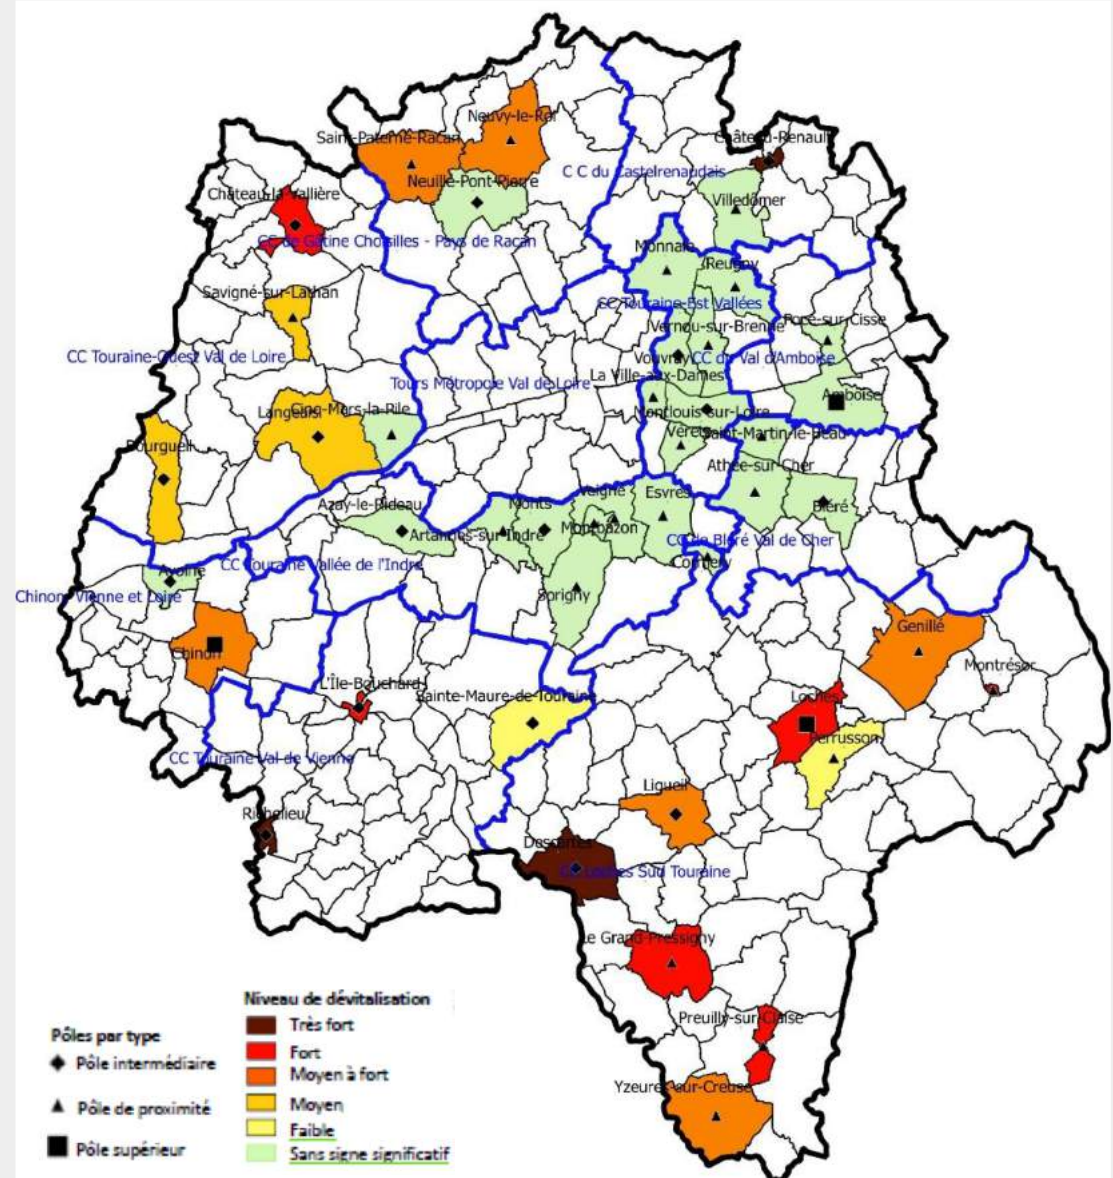 Neuvy-le-Roi
Saint-Paterne-Racan
Château-Renault
C C du Castelrenaudais
Neuillé-Pont-Pierre
Château-la-Vallière
Villedômer
CC de Gâtine Choisilles - Pays de Racan
Monnaie
Reugny
Savigné-sur-Lathan
CC Touraine-Est Vallées
Pocé-sur-Cisse
Vernou-sur-Brenne
CC Touraine-Ouest Val de Loire
Vouvray
CC du Val d'Amboise
La Ville-aux-Dames
Tours Métropole Val de Loire
Amboise
Langeais
Cinq-Mars-la-Pile
Montlouis-sur-Loire
Véretz
Saint-Martin-le-Beau
Bourgueil
Athée-sur-Cher
Veigné
Esvres
Azay-le-Rideau
Monts
Bléré
Artannes-sur-Indre
Montbazon
CC de Bléré Val de Cher
CC Touraine Vallée de l'Indre
Cormery
Avoine
Chinon, Vienne et Loire
Sorigny
Genillé
Chinon
Montrésor
L'Île-Bouchard
Sainte-Maure-de-Touraine
Loches
Perrusson
CC Touraine Val de Vienne
Ligueil
Richelieu
Descartes
CC Loches Sud Touraine
Le Grand-Pressigny
Preuilly-sur-Claise
Yzeures-sur-Creuse
Pôles par type
Pôle intermédiaire
Pôle de proximité
Pôle supérieur
Niveau de dévitalisation
Très fort
Fort
Moyen à fort
Moyen
Faible
Sans signe significatif